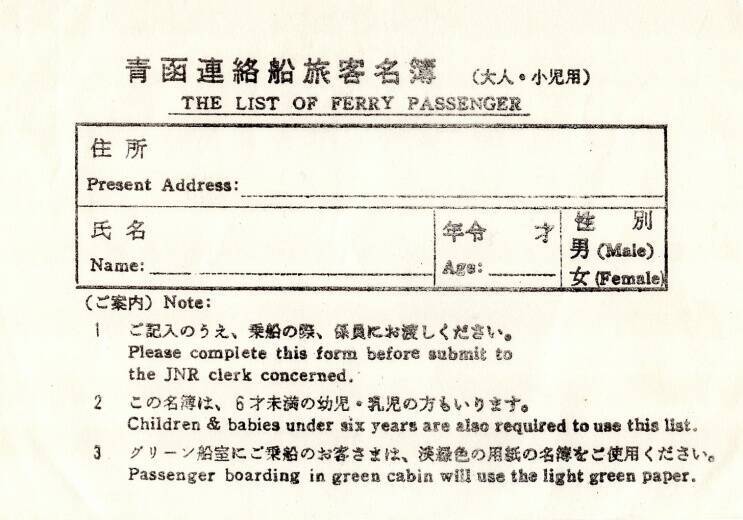 青函連絡船旅客名簿 (大人・小児用)
THE LIST OF FERRY PASSENGER
住所
Present Address:
氏名
Name:
年令 才
Age:
性別
男 (Male)
女 (Female)
(ご案内) Note:
1 ご記入のうえ、乗船の際、係員にお渡しください。
Please complete this form before submit to
the JNR clerk concerned.
2 この名簿は、6才未満の幼児・乳児の方もいります。
Children & babies under six years are also required to use this list.
3 グリーン船室にご乗船のお客さまは、淡緑色の用紙の名簿をご使用ください。
Passenger boarding in green cabin will use the light green paper.